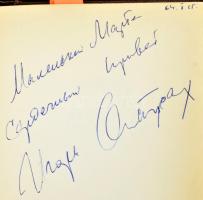 Маленькой Марте
сердечный привет
Игорь Ойстрах